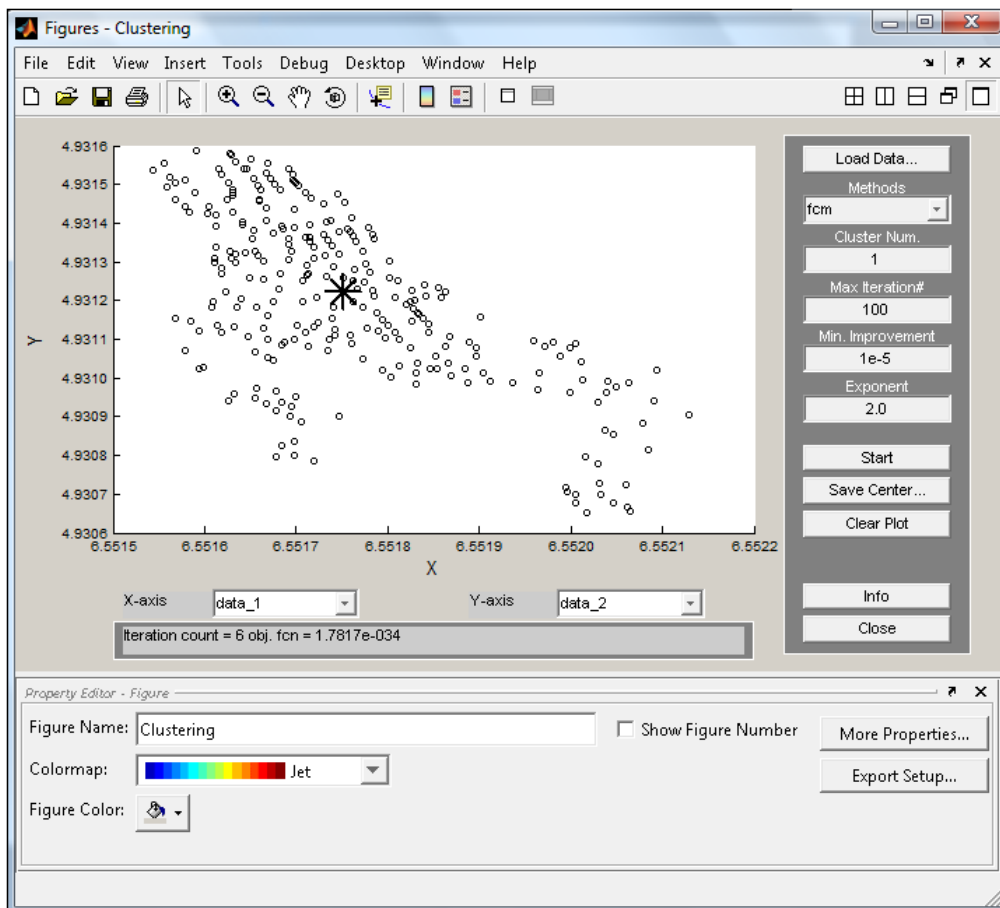 Figures - Clustering
File Edit View Insert Tools Debug Desktop Window Help
4.9316
4.9315
4.9314
4.9313
4.9312
4.9311
4.9310
4.9309
4.9308
4.9307
4.9306
Y
6.5515 6.5516 6.5517 6.5518 6.5519 6.5520 6.5521 6.5522
X
Load Data...
Methods
fcm
Cluster Num.
1
Max Iteration#
100
Min. Improvement
1e-5
Exponent
2.0
Start
Save Center...
Clear Plot
Info
Close
X-axis data_1 Y-axis data_2
Iteration count = 6 obj. fcn = 1.7817e-034
Property Editor - Figure
Figure Name: Clustering Show Figure Number More Properties...
Colormap: Jet Export Setup...
Figure Color: